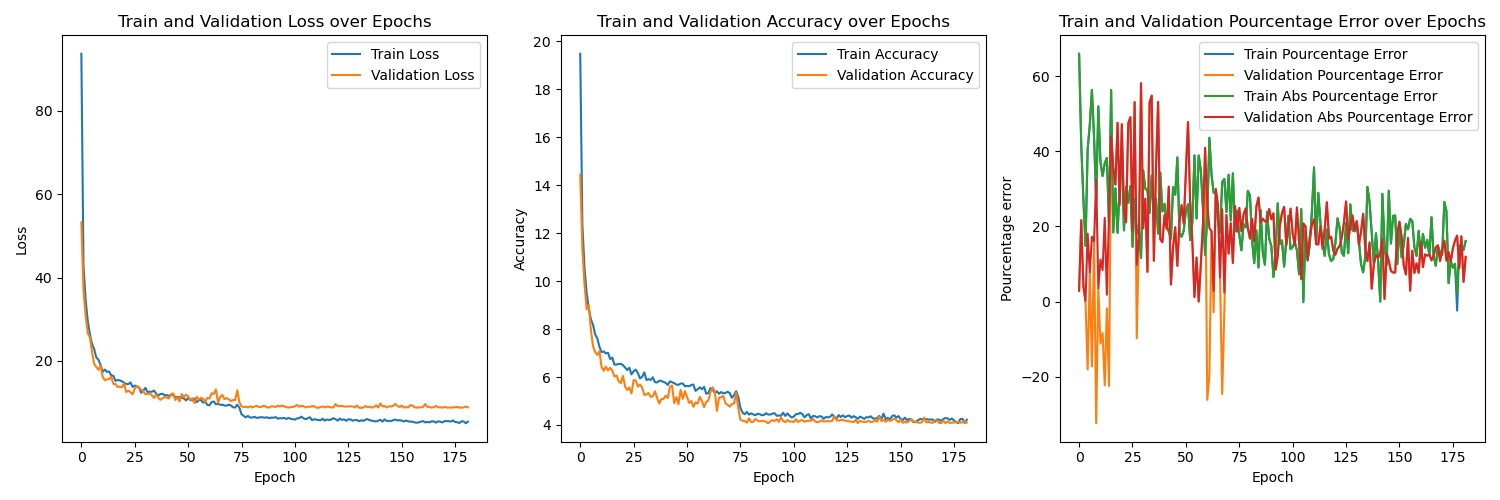 Train and Validation Loss over Epochs
Train Loss
Validation Loss
80
60
40
20
Loss
0 25 50 75 100 125 150 175
Epoch
Train and Validation Accuracy over Epochs
Train Accuracy
Validation Accuracy
20
18
16
14
12
10
8
6
4
Accuracy
0 25 50 75 100 125 150 175
Epoch
Train and Validation Pourcentage Error over Epochs
Train Pourcentage Error
Validation Pourcentage Error
Train Abs Pourcentage Error
Validation Abs Pourcentage Error
60
40
20
0
−20
Pourcentage error
0 25 50 75 100 125 150 175
Epoch